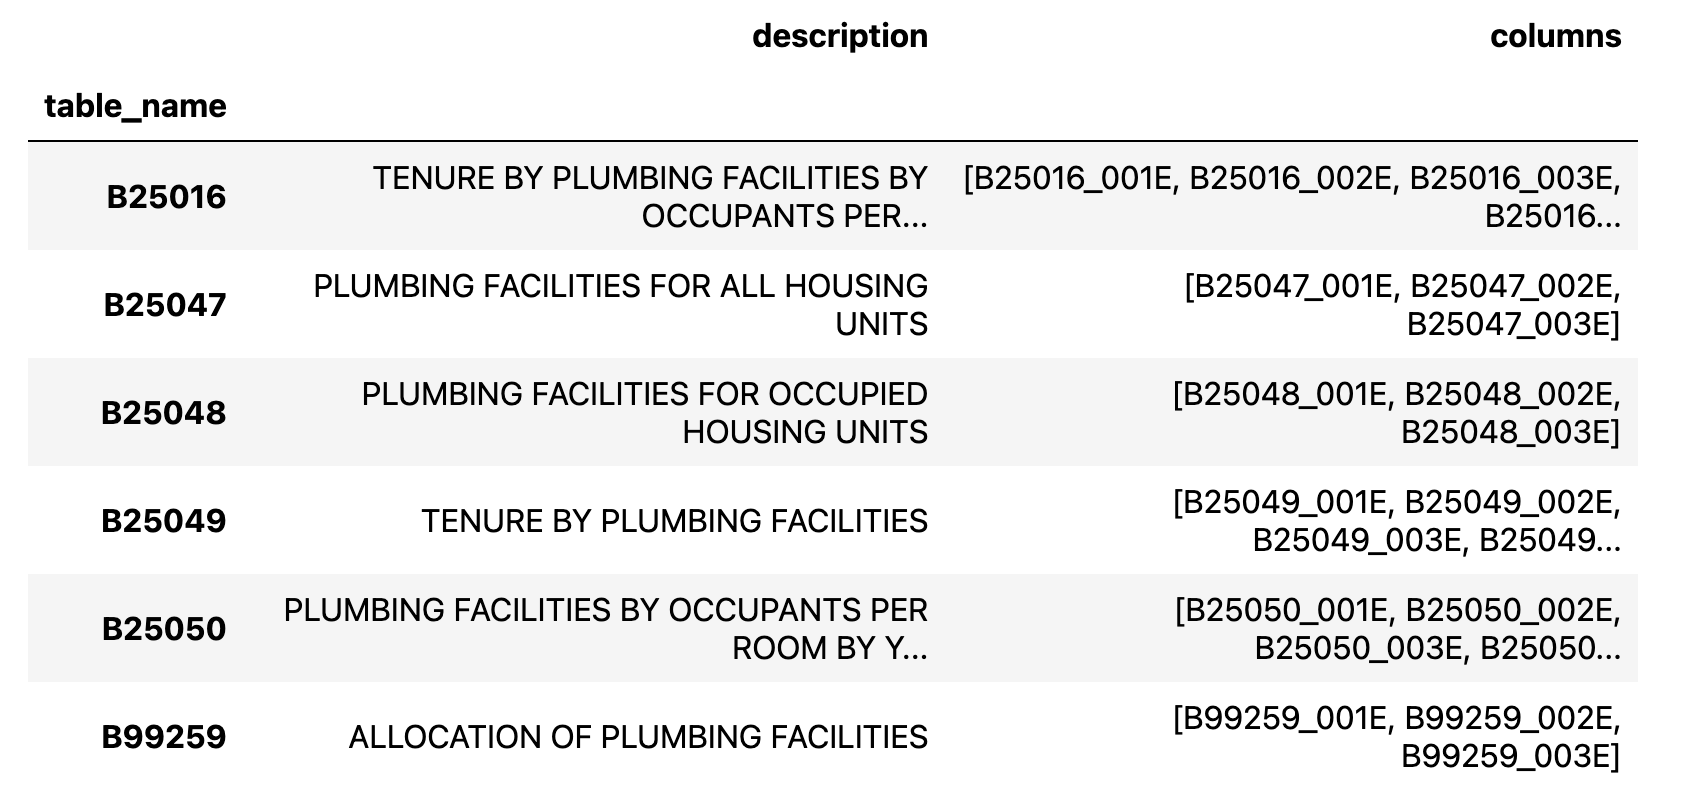 description columns
table_name
B25016 TENURE BY PLUMBING FACILITIES BY OCCUPANTS PER... [B25016_001E, B25016_002E, B25016_003E, B25016...
B25047 PLUMBING FACILITIES FOR ALL HOUSING UNITS [B25047_001E, B25047_002E, B25047_003E]
B25048 PLUMBING FACILITIES FOR OCCUPIED HOUSING UNITS [B25048_001E, B25048_002E, B25048_003E]
B25049 TENURE BY PLUMBING FACILITIES [B25049_001E, B25049_002E, B25049_003E, B25049...
B25050 PLUMBING FACILITIES BY OCCUPANTS PER ROOM BY Y... [B25050_001E, B25050_002E, B25050_003E, B25050...
B99259 ALLOCATION OF PLUMBING FACILITIES [B99259_001E, B99259_002E, B99259_003E]